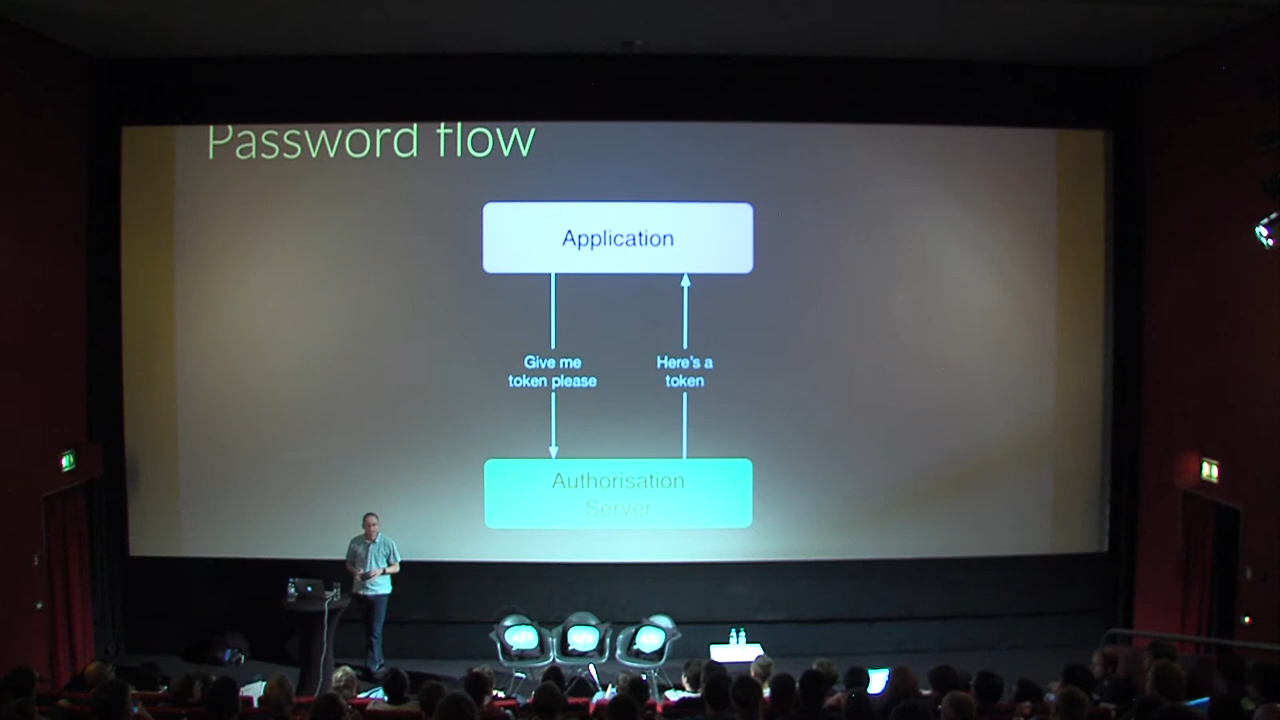 Password flow
Application
Give me
token please
Here's a
token
Authorisation
Server